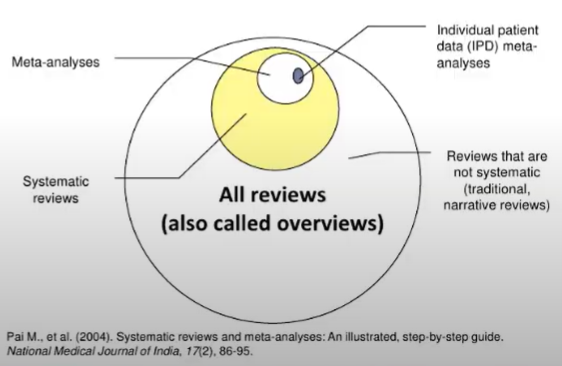 Individual patient
data (IPD) meta-
analyses
Meta-analyses
Reviews that are
not systematic
(traditional,
narrative reviews)
Systematic
reviews
All reviews
(also called overviews)
Pai M., et al. (2004). Systematic reviews and meta-analyses: An illustrated, step-by-step guide.
National Medical Journal of India, 17(2), 86-95.